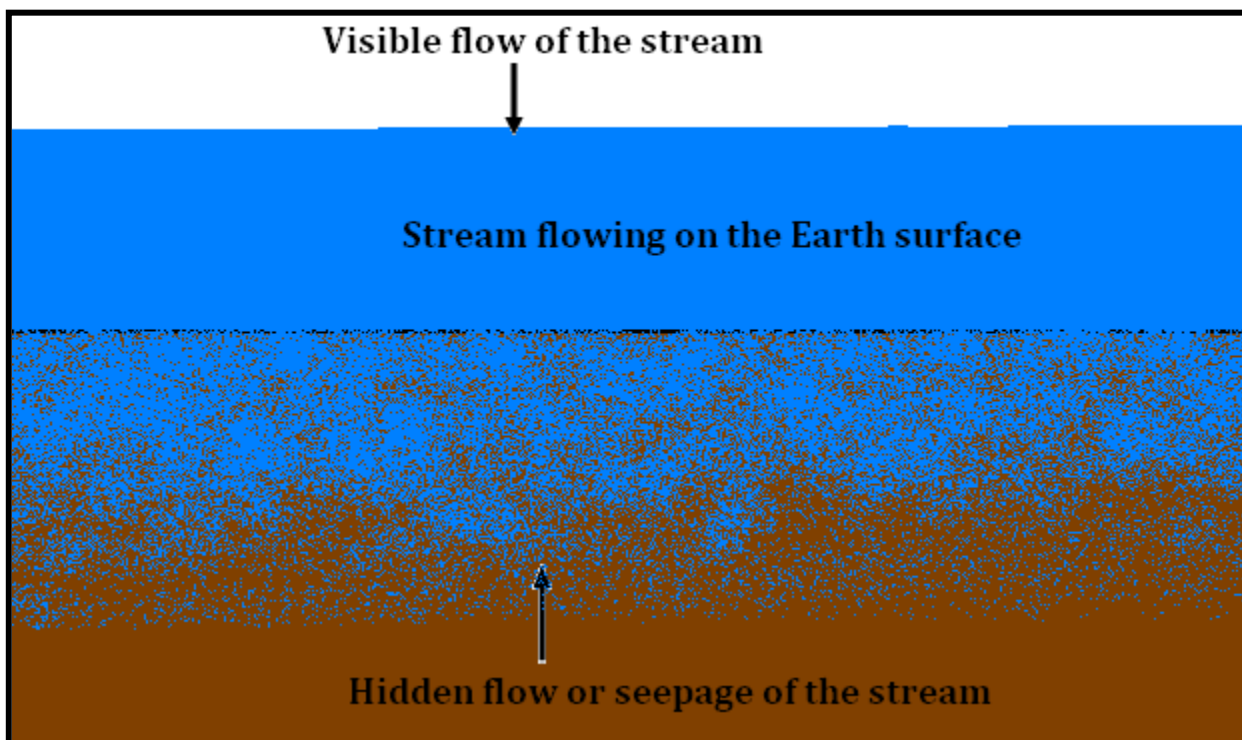 Visible flow of the stream
Stream flowing on the Earth surface
Hidden flow or seepage of the stream